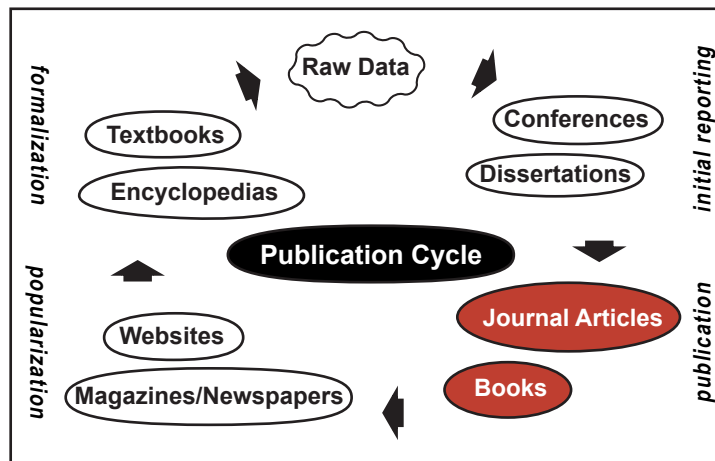 Raw Data
initial reporting
Conferences
Dissertations
Publication Cycle
publication
Journal Articles
Books
popularization
Websites
Magazines/Newspapers
formalization
Textbooks
Encyclopedias